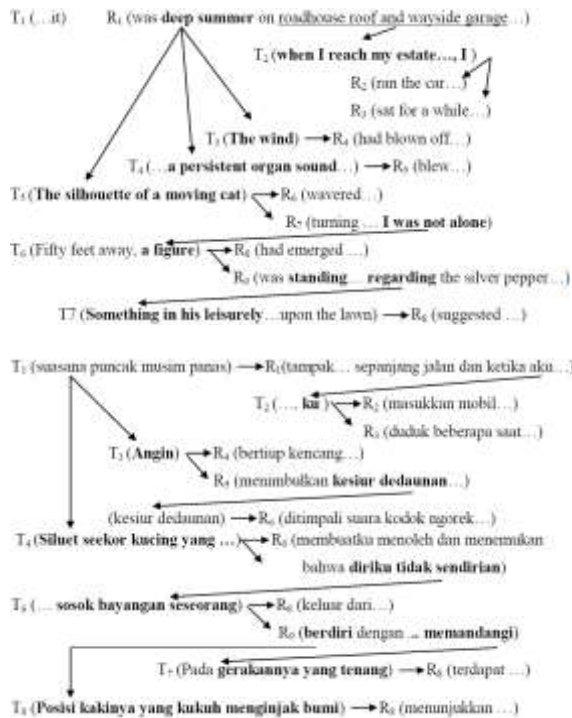 T₁ (…it) R₁ (was deep summer on roadhouse roof and wayside garage…)
T₂ (when I reach my estate…, I )
R₂ (ran the car…)
R₃ (sat for a while…)
T₃ (The wind) R₄ (had blown off…)
T₄ (…a persistent organ sound…) R₅ (blew…)
T₅ (The silhouette of a moving cat) R₆ (wavered…)
R₇ (turning … I was not alone)
T₆ (Fifty feet away, a figure) R₈ (had emerged …)
R₉ (was standing… regarding the silver pepper…)
T7 (Something in his leisurely…upon the lawn) R₈ (suggested …)
T₁ (suasana puncak musim panas) R₁(tampak… sepanjang jalan dan ketika aku…)
T₂ (…, ku ) R₂ (masukkan mobil…)
R₃ (duduk beberapa saat…)
T₃ (Angin) R₄ (bertiup kencang…)
R₅ (menimbulkan kesiur dedaunan…)
(kesiur dedaunan) R₆ (ditimpali suara kodok ngorek…)
T₄ (Siluet seekor kucing yang …) (membuatku menoleh dan menemukan
bahwa diriku tidak sendirian)
(… sosok bayangan seseorang) (keluar dari…)
R₉ (berdiri dengan … memandangi)
T₇ (Pada gerakannya yang tenang) R₈ (terdapat …)
T₈ (Posisi kakinya yang kukuh menginjak bumi) (menunjukkan …)